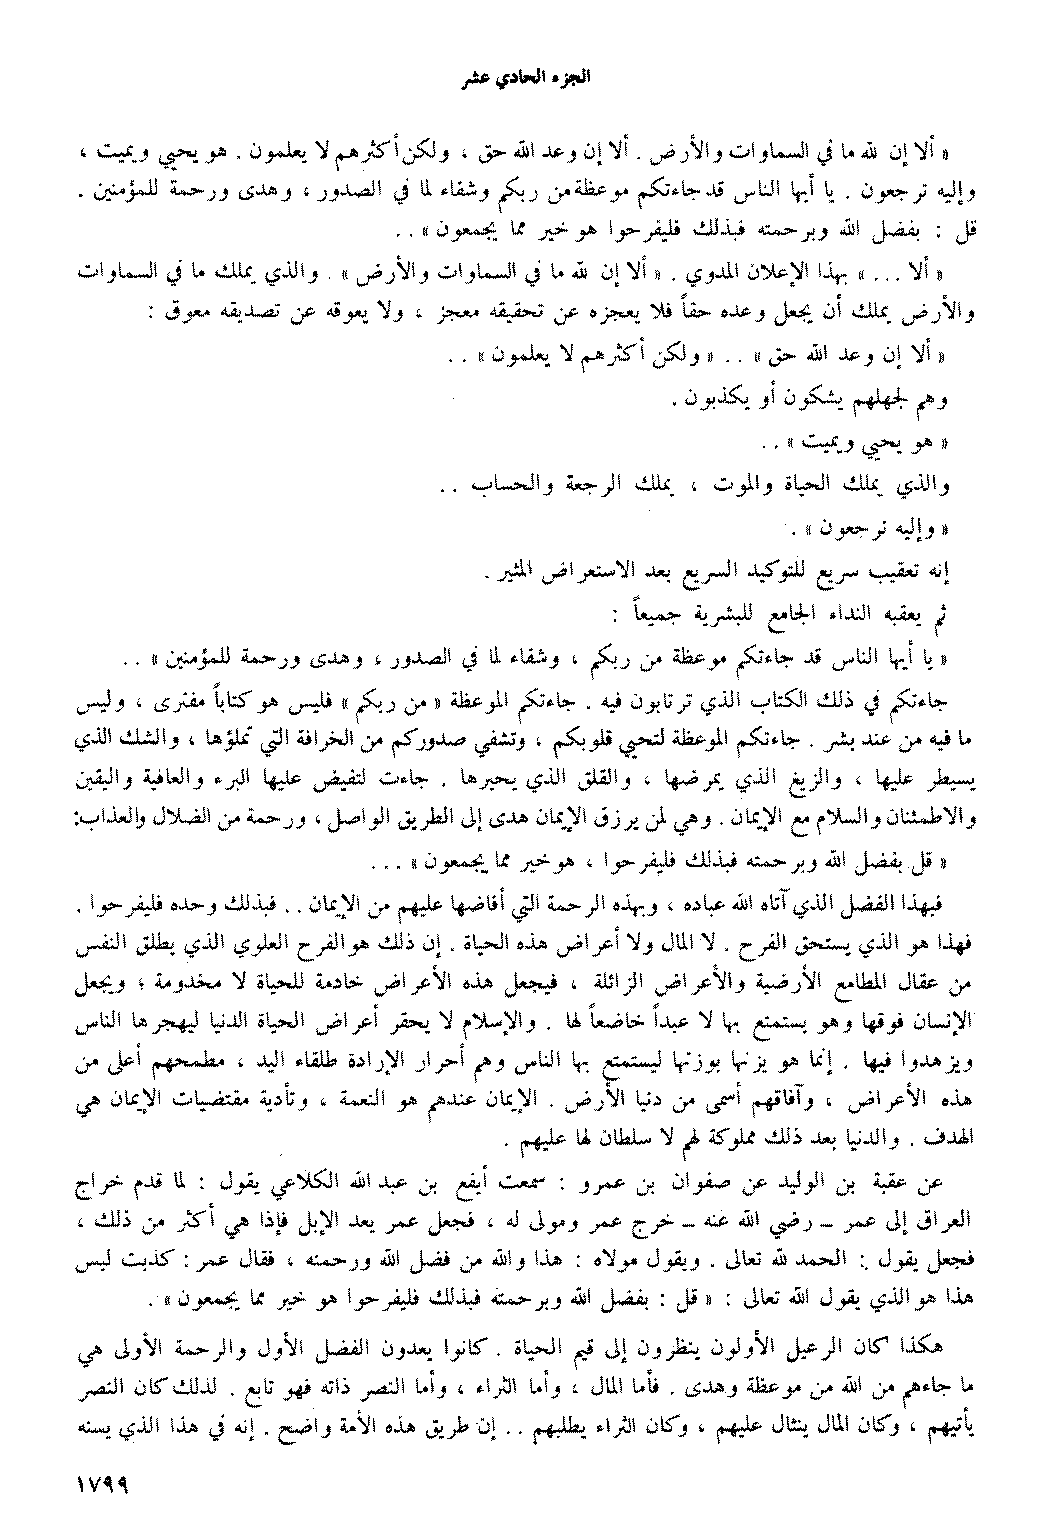 الجزء الحادي عشر
« ألا إن لله ما في السماوات والأرض . ألا إن وعد الله حق ، ولكن أكثرهم لا يعلمون . هو يحيي ويميت ،
وإليه ترجعون . يا أيها الناس قد جاءتكم موعظة من ربكم وشفاء لما في الصدور ، وهدى ورحمة للمؤمنين .
قل : بفضل الله وبرحمته فبذلك فليفرحوا هو خير مما يجمعون » . .
« ألا ... » بهذا الإعلان المدوي . « ألا إن لله ما في السماوات والأرض » . والذي يملك ما في السماوات
والأرض يملك أن يجعل وعده حقاً فلا يعجزه عن تحقيقه معجز ، ولا يعوقه عن تصديقه معوق :
« ألا إن وعد الله حق » . . « ولكن أكثرهم لا يعلمون » . .
وهم لجهلهم يشكون أو يكذبون .
« هو يحيي ويميت » . .
والذي يملك الحياة والموت ، يملك الرجعة والحساب . .
« وإليه ترجعون » .
إنه تعقيب سريع للتوكيد السريع بعد الاستعراض المثير .
ثم يعقبه النداء الجامع للبشرية جميعاً :
« يا أيها الناس قد جاءتكم موعظة من ربكم ، وشفاء لما في الصدور ، وهدى ورحمة للمؤمنين » . .
جاءتكم في ذلك الكتاب الذي ترتابون فيه . جاءتكم الموعظة « من ربكم » فليس هو كتاباً مفترى ، وليس
ما فيه من عند بشر . جاءتكم الموعظة لتحيي قلوبكم ، وتشفي صدوركم من الخرافة التي تملؤها ، والشك الذي
يسيطر عليها ، والزيغ الذي يمرضها ، والقلق الذي يحيرها . جاءت لتفيض عليها البرء والعافية واليقين
والاطمئنان والسلام مع الإيمان . وهي لمن يرزق الإيمان هدى إلى الطريق الواصل ، ورحمة من الضلال والعذاب:
« قل بفضل الله وبرحمته فبذلك فليفرحوا ، هو خير مما يجمعون » . . .
فبهذا الفضل الذي آتاه الله عباده ، وبهذه الرحمة التي أفاضها عليهم من الإيمان . . فبذلك وحده فليفرحوا .
فهذا هو الذي يستحق الفرح . لا المال ولا أعراض هذه الحياة . إن ذلك هو الفرح العلوي الذي يطلق النفس
من عقال المطامع الأرضية والأعراض الزائلة ، فيجعل هذه الأعراض خادمة للحياة لا مخدومة ؛ ويجعل
الإنسان فوقها وهو يستمتع بها لا عبداً خاضعاً لها . والإسلام لا يحقر أعراض الحياة الدنيا ليهجرها الناس
ويزهدوا فيها . إنما هو يزنها بوزنها ليستمتع بها الناس وهم أحرار الإرادة طلقاء اليد ، مطمحهم أعلى من
هذه الأعراض ، وآفاقهم أسمى من دنيا الأرض . الإيمان عندهم هو النعمة ، وتأدية مقتضيات الإيمان هي
الهدف . والدنيا بعد ذلك مملوكة لهم لا سلطان لها عليهم .
عن عقبة بن الوليد عن صفوان بن عمرو : سمعت أيفع بن عبد الله الكلاعي يقول : لما قدم خراج
العراق إلى عمر – رضي الله عنه – خرج عمر ومولى له ، فجعل عمر يعد الإبل فإذا هي أكثر من ذلك ،
فجعل يقول : الحمد لله تعالى . ويقول مولاه : هذا والله من فضل الله ورحمته ، فقال عمر : كذبت ليس
هذا هو الذي يقول الله تعالى : « قل : بفضل الله وبرحمته فبذلك فليفرحوا هو خير مما يجمعون » .
هكذا كان الرعيل الأولون ينظرون إلى قيم الحياة . كانوا يعدون الفضل الأول والرحمة الأولى هي
ما جاءهم من الله من موعظة وهدى . فأما المال ، وأما الثراء ، وأما النصر ذاته فهو تابع . لذلك كان النصر
يأتيهم ، وكان المال ينثال عليهم ، وكان الثراء يطلبهم . . إن طريق هذه الأمة واضح . إنه في هذا الذي يسنه
١٧٩٩